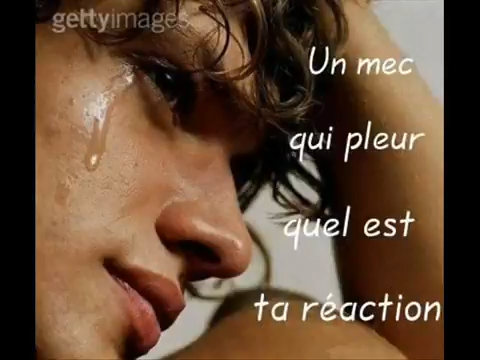 gettyimages
Un mec
qui pleur
quel est
ta réaction